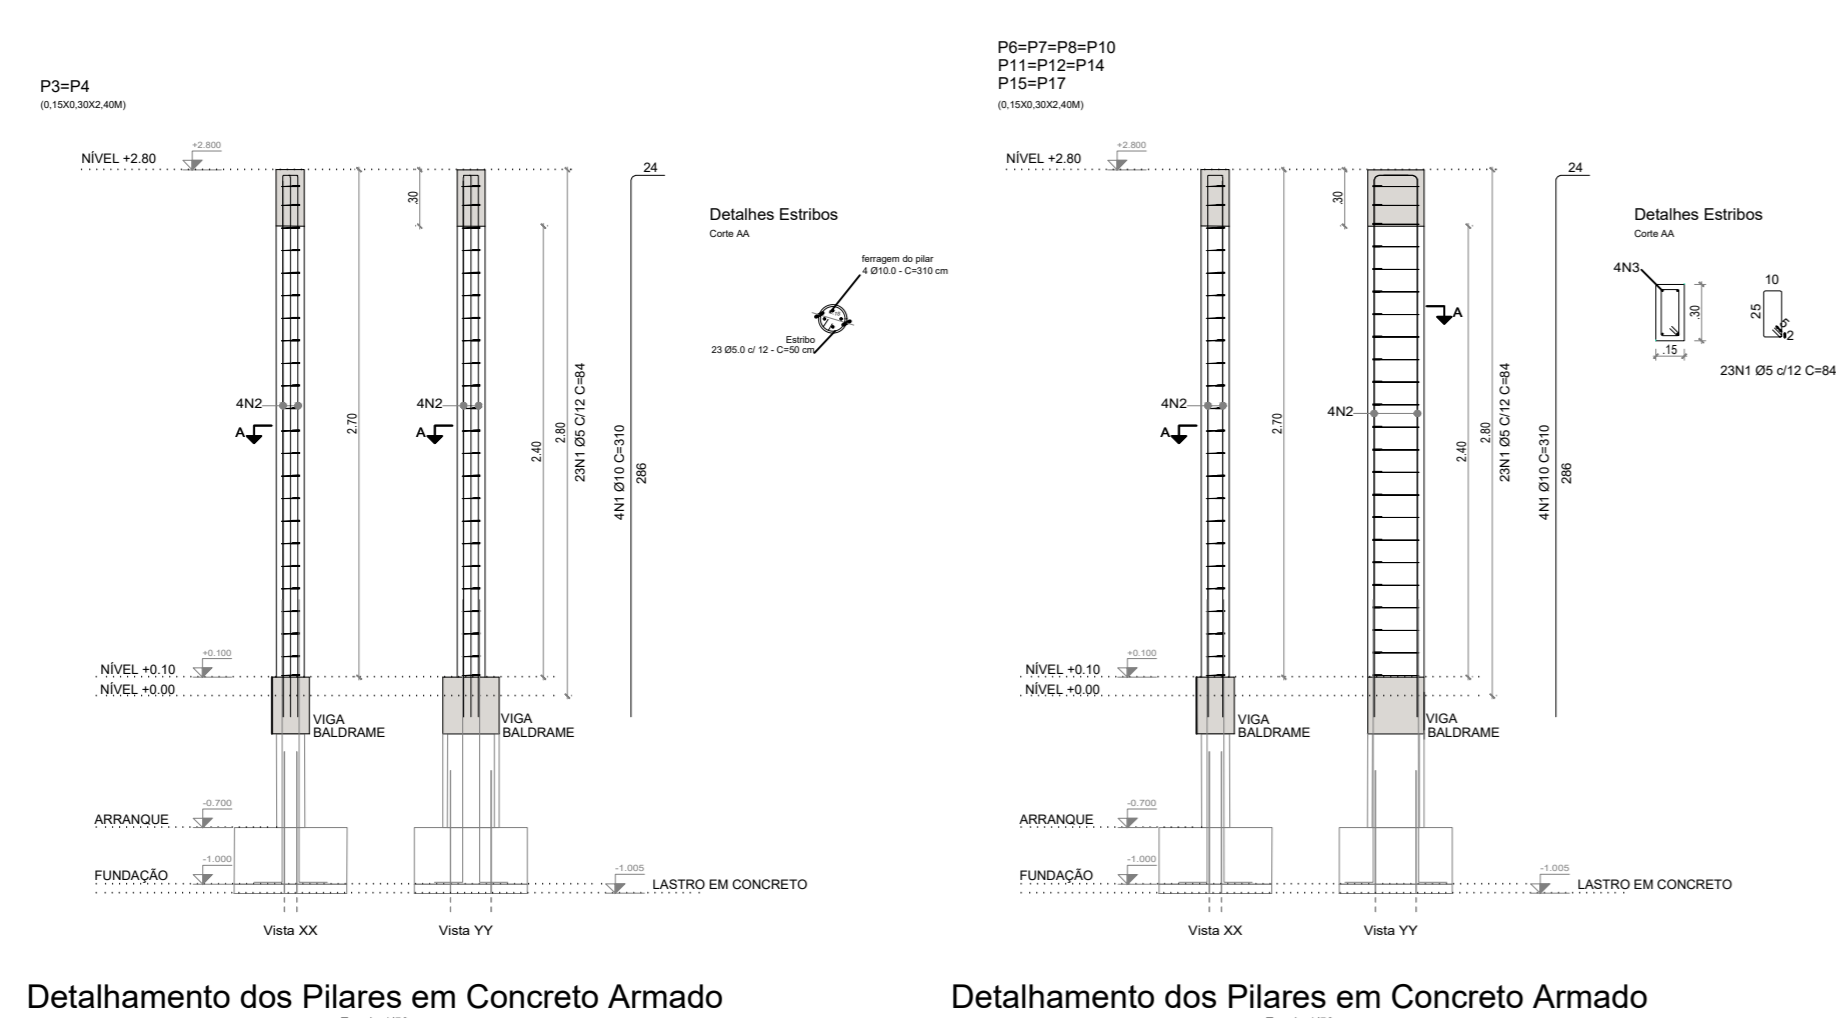 P3=P4
(0,15X0,30X2,40M)
NÍVEL +2.80
+2.800
.30
2.70
2.40
2.80
23N1 Ø5 C/12 C=84
24
4N1 Ø10 C=310
286
4N2
4N2
A
A
Detalhes Estribos
Corte AA
ferragem do pilar
4 Ø10.0 - C=310 cm
Estribo
23 Ø5.0 c/ 12 - C=50 cm
NÍVEL +0.10
+0.100
NÍVEL +0.00
VIGA
BALDRAME
VIGA
BALDRAME
ARRANQUE
-0.700
FUNDAÇÃO
-1.000
-1.005
LASTRO EM CONCRETO
Vista XX
Vista YY
Detalhamento dos Pilares em Concreto Armado
P6=P7=P8=P10
P11=P12=P14
P15=P17
(0,15X0,30X2,40M)
NÍVEL +2.80
+2.800
.30
2.70
2.40
2.80
23N1 Ø5 C/12 C=84
24
4N1 Ø10 C=310
286
4N2
4N2
A
A
Detalhes Estribos
Corte AA
4N3
.30
.15
10
25
5
2
23N1 Ø5 c/12 C=84
NÍVEL +0.10
+0.100
NÍVEL +0.00
VIGA
BALDRAME
VIGA
BALDRAME
ARRANQUE
-0.700
FUNDAÇÃO
-1.000
-1.005
LASTRO EM CONCRETO
Vista XX
Vista YY
Detalhamento dos Pilares em Concreto Armado